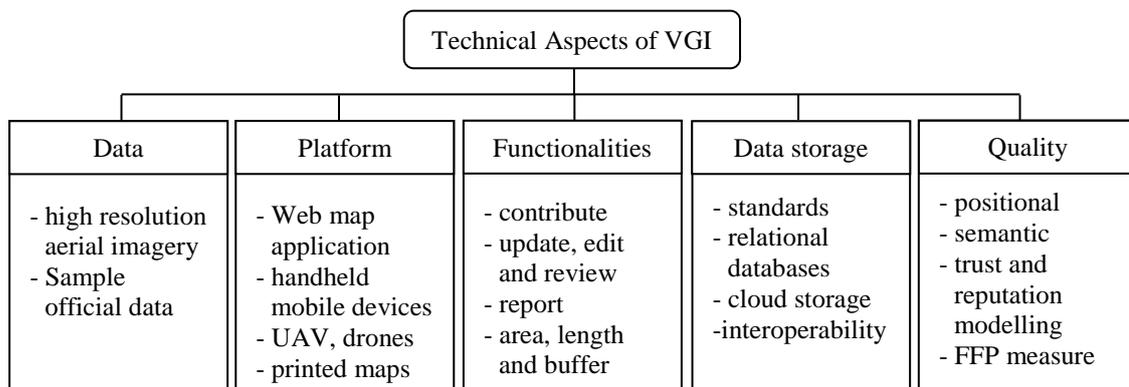 Technical Aspects of VGI
Data
- high resolution
aerial imagery
- Sample
official data
Platform
- Web map
application
- handheld
mobile devices
- UAV, drones
- printed maps
Functionalities
- contribute
- update, edit
and review
- report
- area, length
and buffer
Data storage
- standards
- relational
databases
- cloud storage
-interoperability
Quality
- positional
- semantic
- trust and
reputation
modelling
- FFP measure